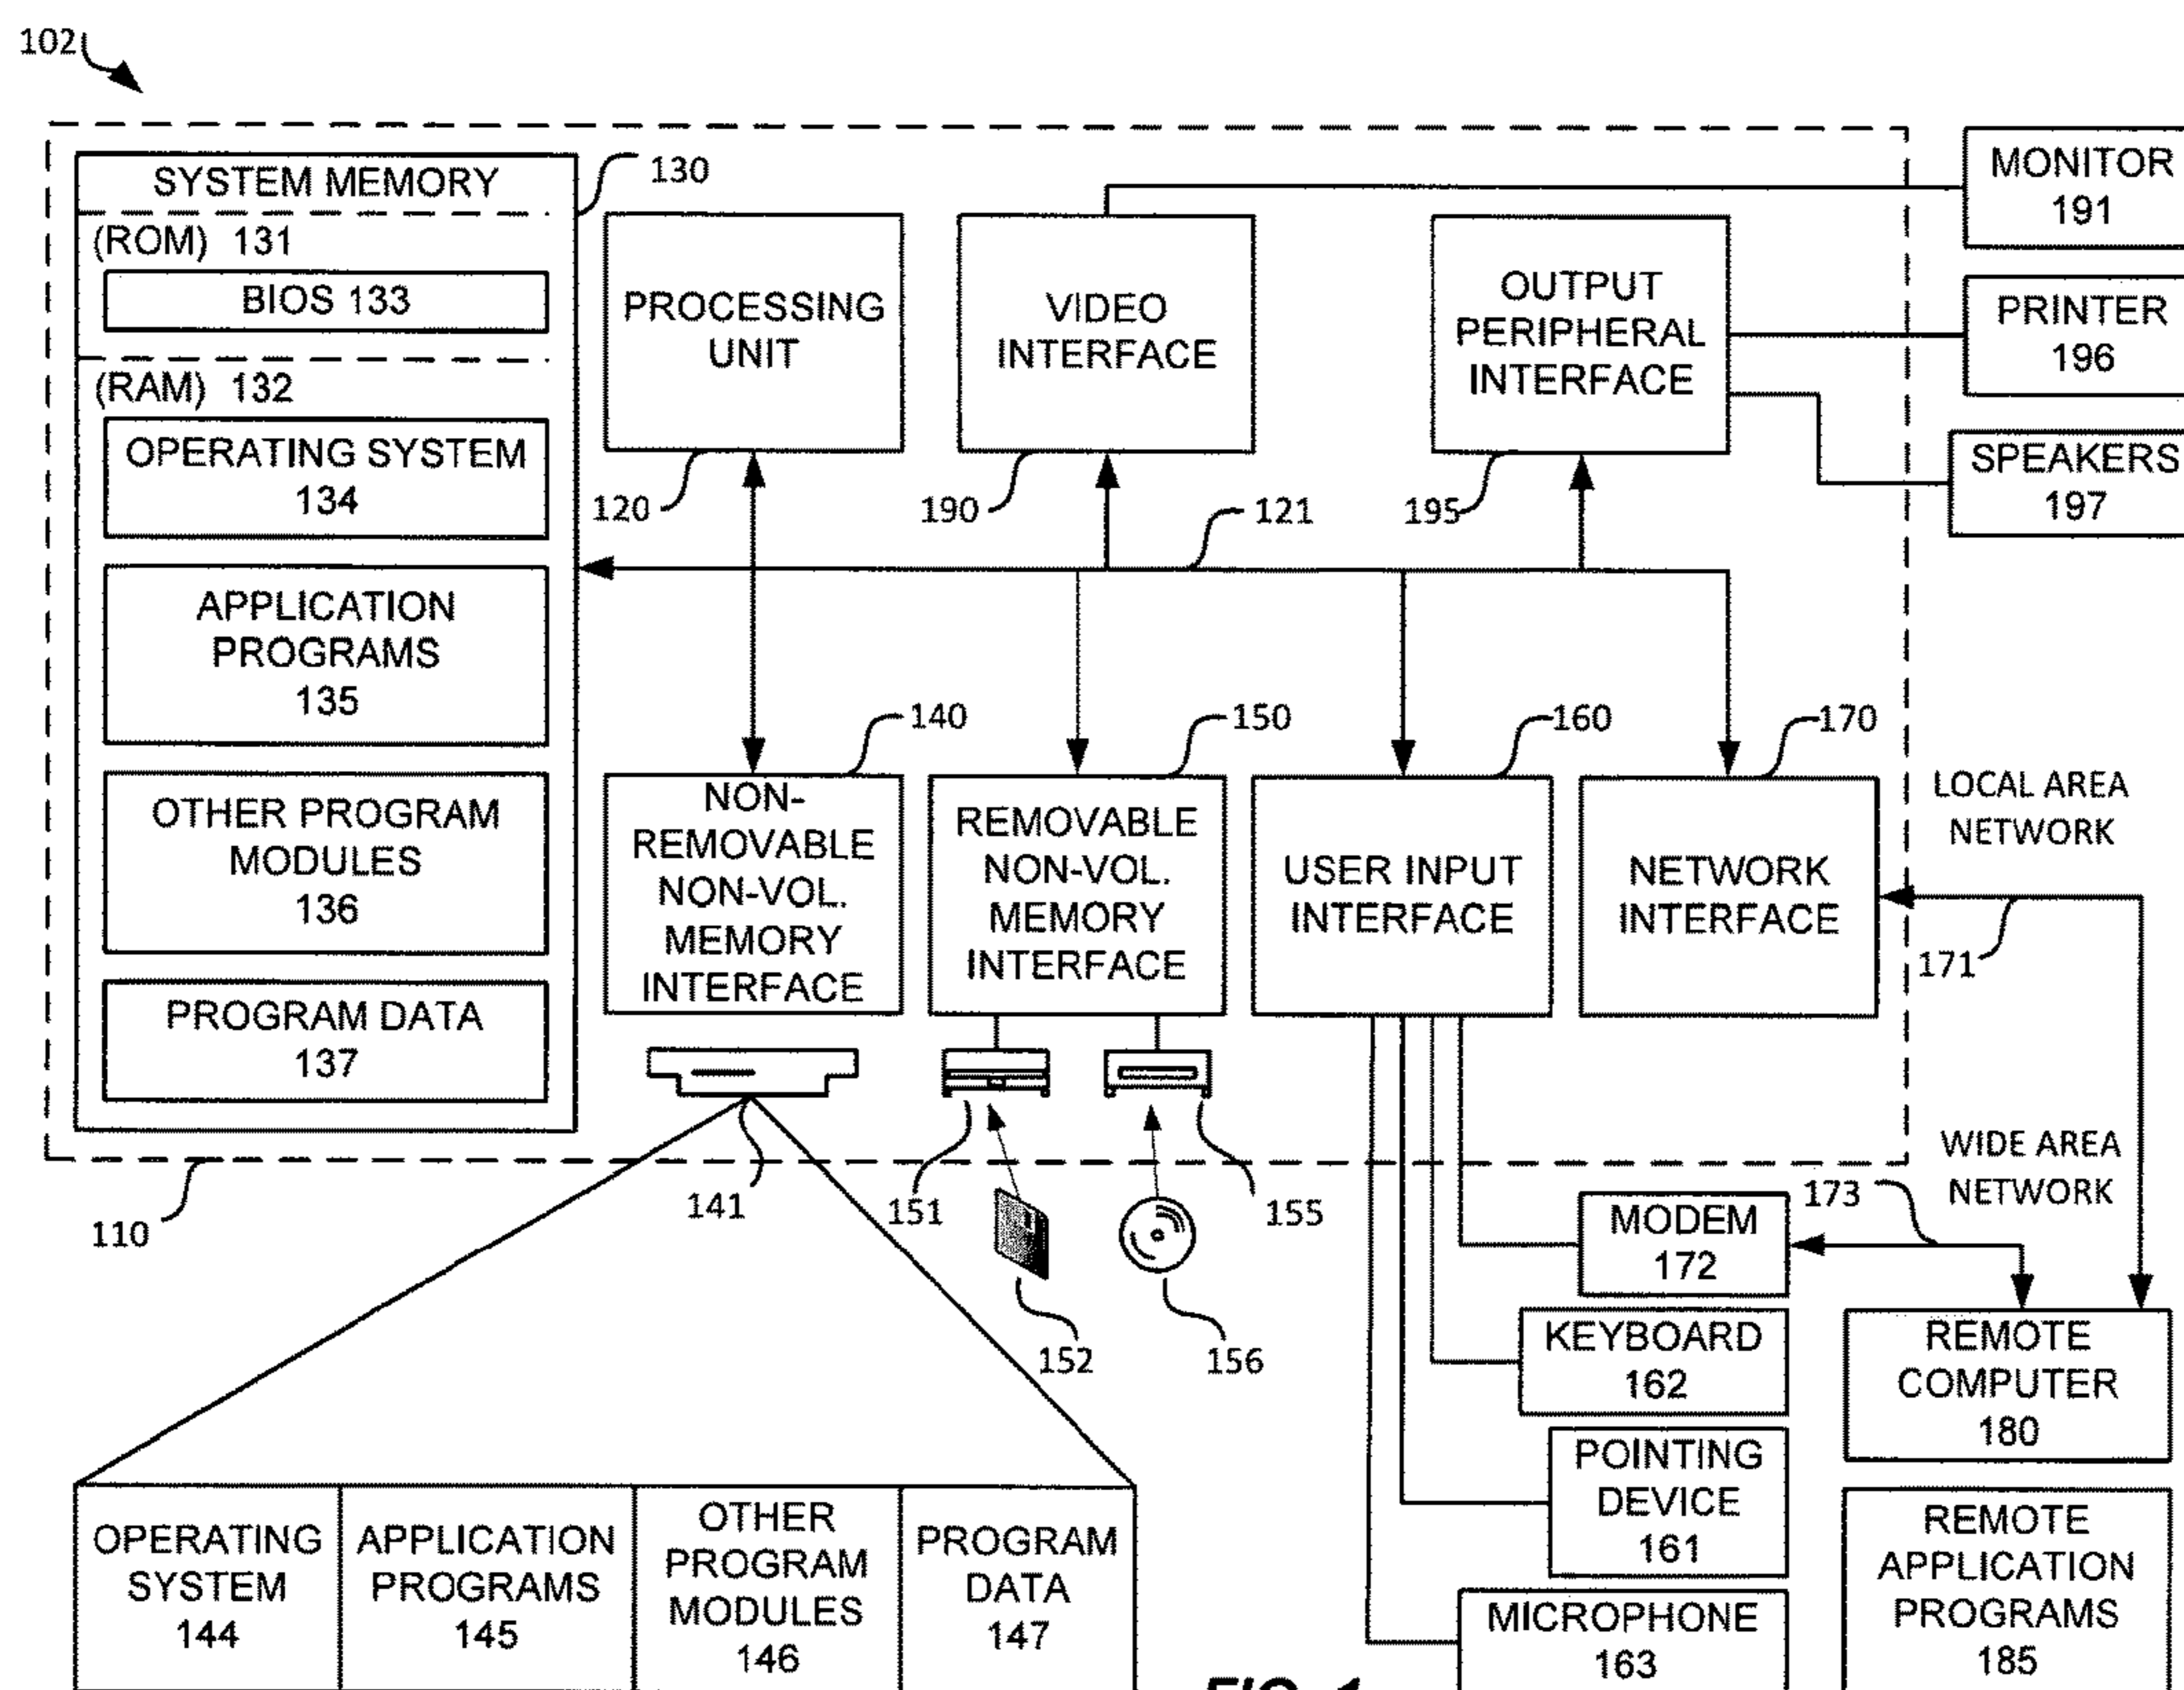 102
SYSTEM MEMORY
130
(ROM) 131
BIOS 133
(RAM) 132
OPERATING SYSTEM
134
APPLICATION
PROGRAMS
135
OTHER PROGRAM
MODULES
136
PROGRAM DATA
137
110
PROCESSING
UNIT
120
VIDEO
INTERFACE
190
121
OUTPUT
PERIPHERAL
INTERFACE
195
MONITOR
191
PRINTER
196
SPEAKERS
197
140
NON-
REMOVABLE
NON-VOL.
MEMORY
INTERFACE
150
REMOVABLE
NON-VOL.
MEMORY
INTERFACE
160
USER INPUT
INTERFACE
170
NETWORK
INTERFACE
LOCAL AREA
NETWORK
171
141
151
152
155
156
WIDE AREA
NETWORK
173
MODEM
172
KEYBOARD
162
POINTING
DEVICE
161
MICROPHONE
163
REMOTE
COMPUTER
180
REMOTE
APPLICATION
PROGRAMS
185
OPERATING
SYSTEM
144
APPLICATION
PROGRAMS
145
OTHER
PROGRAM
MODULES
146
PROGRAM
DATA
147
FIG. 1